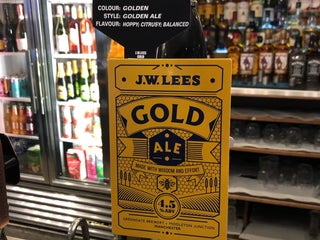 COLOUR: GOLDEN
STYLE: GOLDEN ALE
FLAVOUR: HOPPY, CITRUSY, BALANCED
J.W. LEES
GOLD
ALE
MADE WITH WISDOM AND EFFORT
4.5
% ABV
GREENGATE BREWERY • MIDDLETON JUNCTION
MANCHESTER